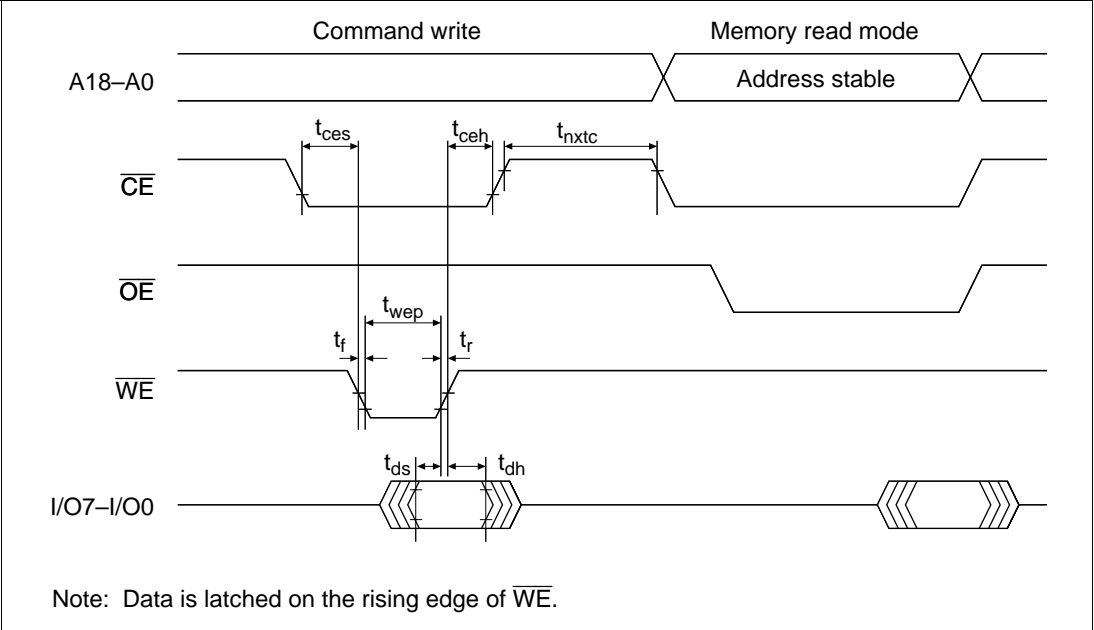 Command write Memory read mode
A18–A0 Address stable
tces tceh tnxtc
CE
OE
twep
tf tr
WE
tds tdh
I/O7–I/O0
Note: Data is latched on the rising edge of WE.